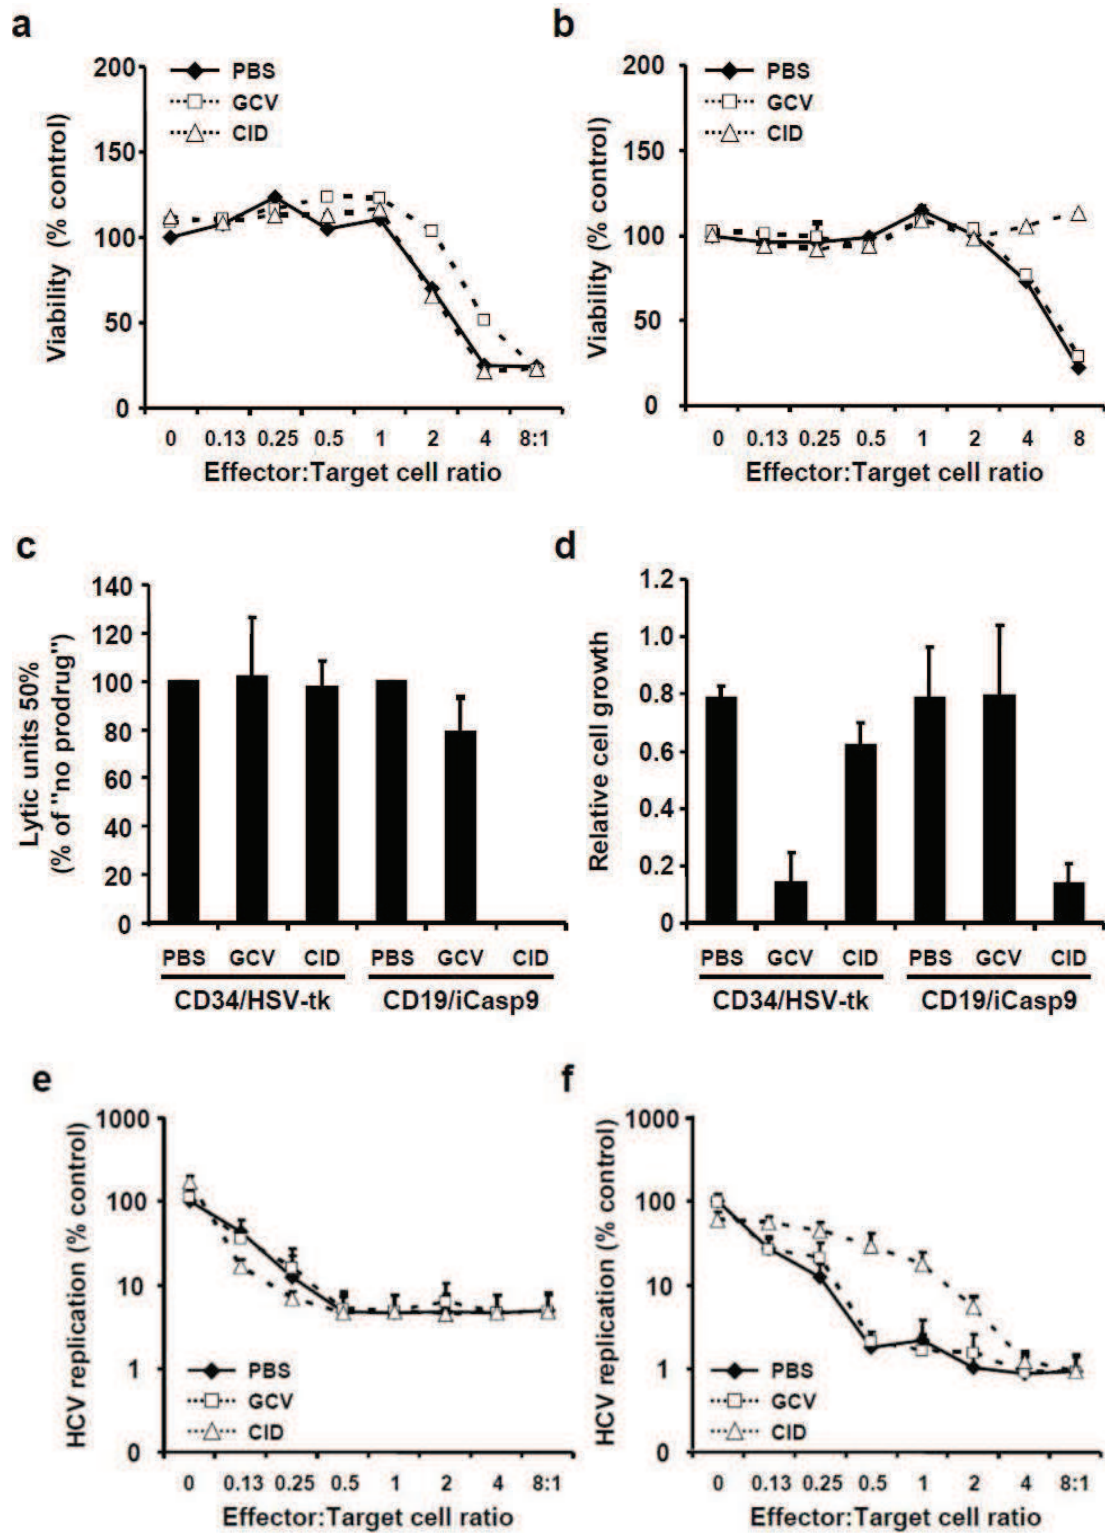 a
200
150
100
50
0
Viability (% control)
PBS
GCV
CID
0 0.13 0.25 0.5 1 2 4 8:1
Effector:Target cell ratio
b
200
150
100
50
0
Viability (% control)
PBS
GCV
CID
0 0.13 0.25 0.5 1 2 4 8
Effector:Target cell ratio
c
140
120
100
80
60
40
20
0
Lytic units 50%
(% of "no prodrug")
PBS GCV CID PBS GCV CID
CD34/HSV-tk CD19/iCasp9
d
1.2
1.0
0.8
0.6
0.4
0.2
0
Relative cell growth
PBS GCV CID PBS GCV CID
CD34/HSV-tk CD19/iCasp9
e
1000
100
10
1
0
HCV replication (% control)
PBS
GCV
CID
0 0.13 0.25 0.5 1 2 4 8:1
Effector:Target cell ratio
f
1000
100
10
1
0
HCV replication (% control)
PBS
GCV
CID
0 0.13 0.25 0.5 1 2 4 8:1
Effector:Target cell ratio